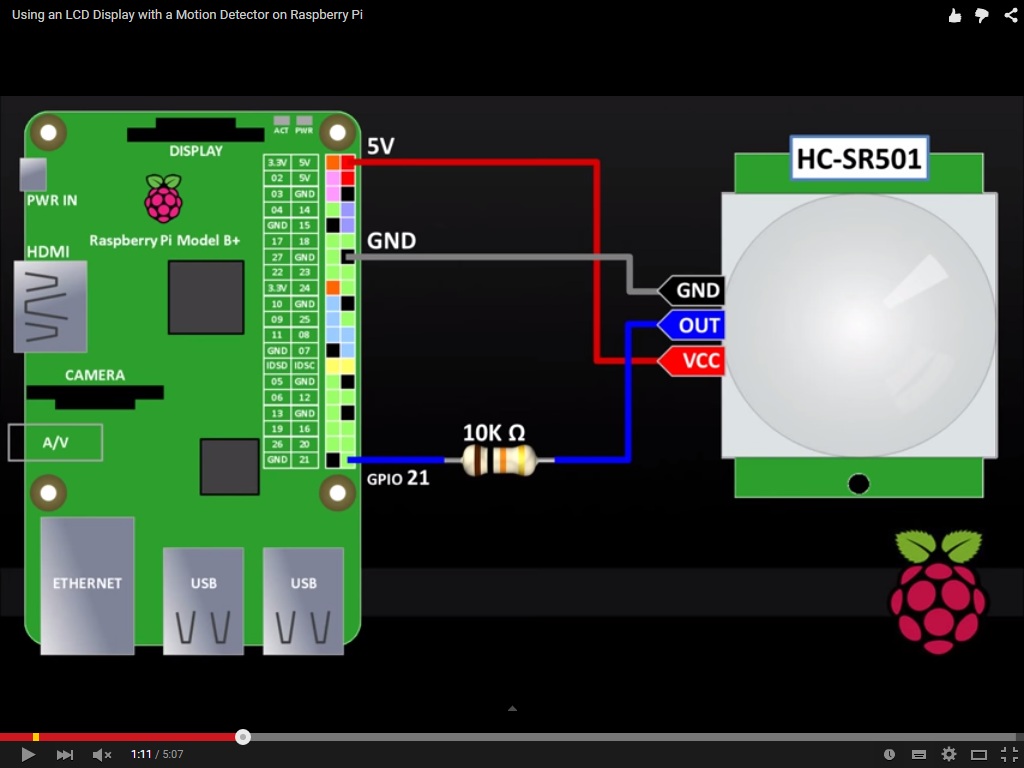 Using an LCD Display with a Motion Detector on Raspberry Pi
ACT PWR
DISPLAY
5V
HC-SR501
3.3V 5V
02 5V
PWR IN
03 GND
04 14
GND 15
Raspberry Pi Model B+
17 18
GND
HDMI
27 GND
22 23
3.3V 24
GND
10 GND
09 25
OUT
11 08
GND 07
VCC
IDSD IDSC
CAMERA
05 GND
06 12
13 GND
19 16
10K Ω
A/V
26 20
GND 21
GPIO 21
ETHERNET
USB
USB
1:11 / 5:07